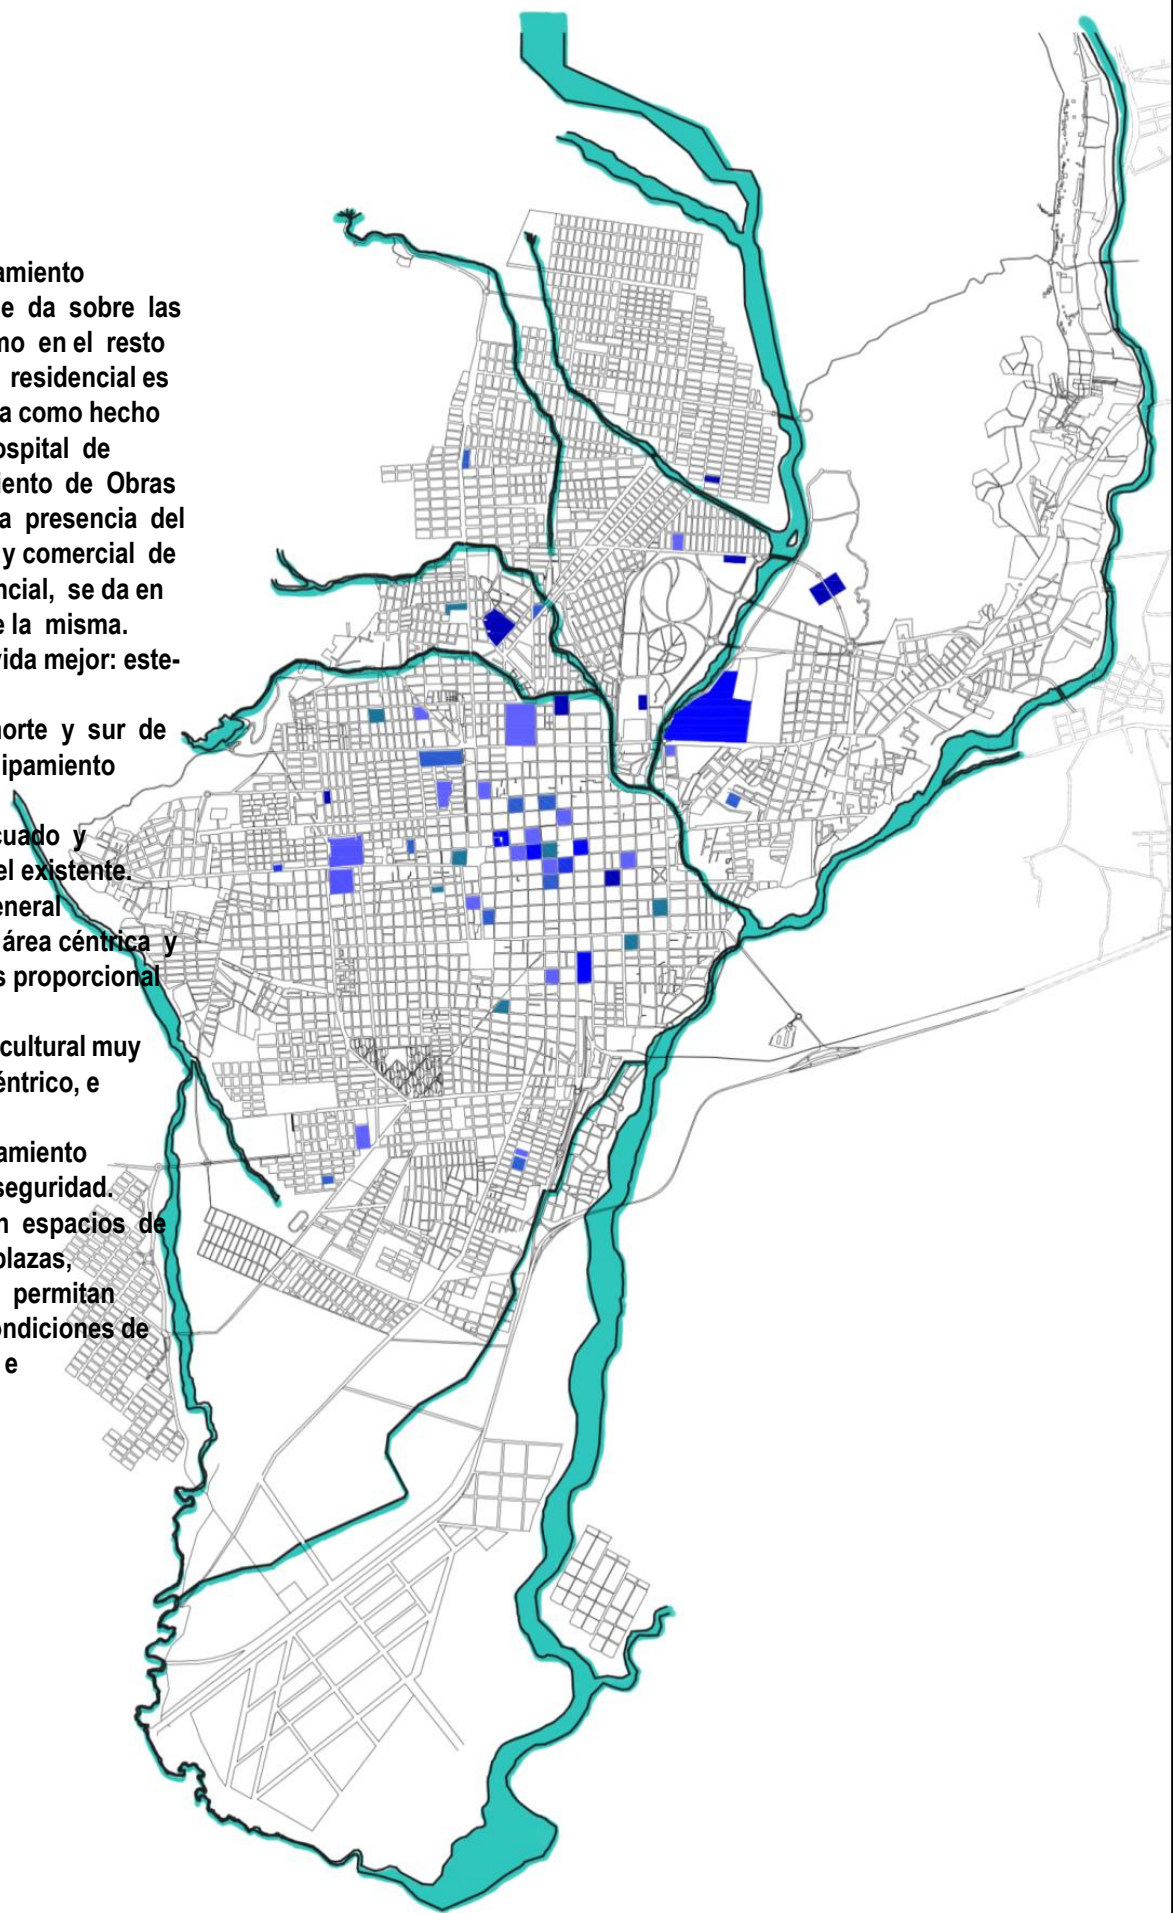 amiento
e da sobre las
mo en el resto
residencial es
a como hecho
ospital de
iento de Obras
a presencia del
y comercial de
ncial, se da en
e la misma.
vida mejor: este-
norte y sur de
ipamiento
cuado y
el existente.
eneral
área céntrica y
s proporcional
cultural muy
éntrico, e
amiento
seguridad.
n espacios de
plazas,
permitan
ondiciones de
e